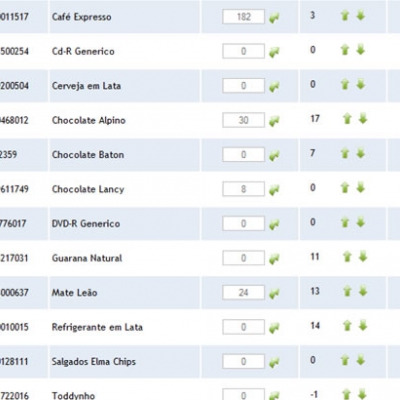 011517 Café Expresso 182 3
500254 Cd-R Generico 0 0
200504 Cerveja em Lata 0 0
468012 Chocolate Alpino 30 17
2359 Chocolate Baton 0 7
611749 Chocolate Lancy 8 0
776017 DVD-R Generico 0 0
217031 Guarana Natural 0 11
000637 Mate Leão 24 13
010015 Refrigerante em Lata 0 14
128111 Salgados Elma Chips 0 0
722016 Toddynho 0 -1